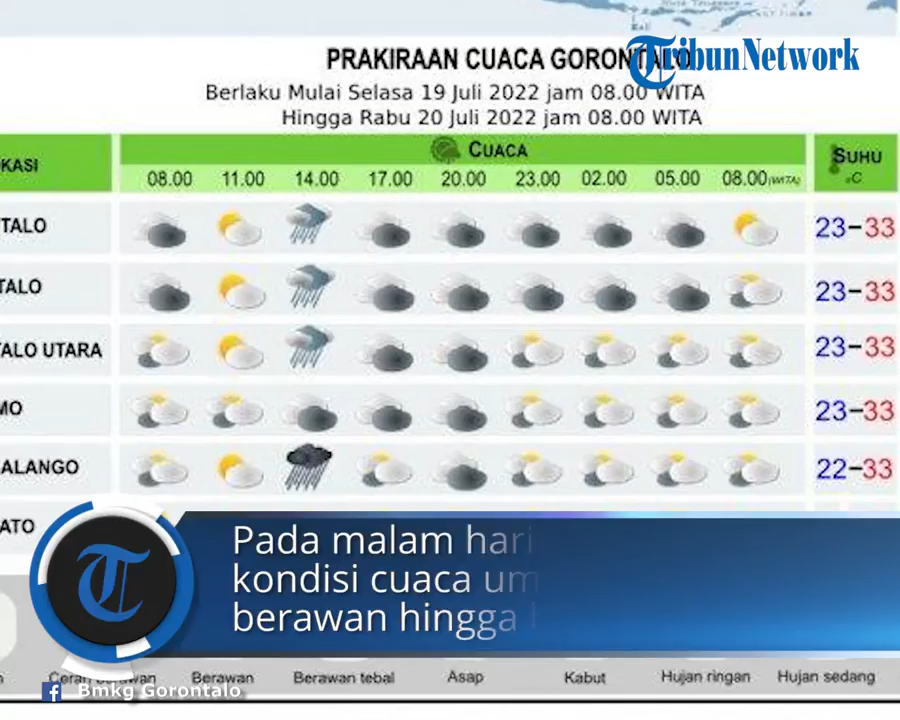 PRAKIRAAN CUACA GORONTALO
TribunNetwork
Berlaku Mulai Selasa 19 Juli 2022 jam 08.00 WITA
Hingga Rabu 20 Juli 2022 jam 08.00 WITA
KASI
CUACA
SUHU
08.00 11.00 14.00 17.00 20.00 23.00 02.00 05.00 08.00 (WITA)
°C
TALO 23-33
TALO 23-33
ALO UTARA 23-33
MO 23-33
ALANGO 22-33
ATO
Pada malam hari
kondisi cuaca um
berawan hingga
Cerah berawan Berawan Berawan tebal Asap Kabut Hujan ringan Hujan sedang
Bmkg Gorontalo